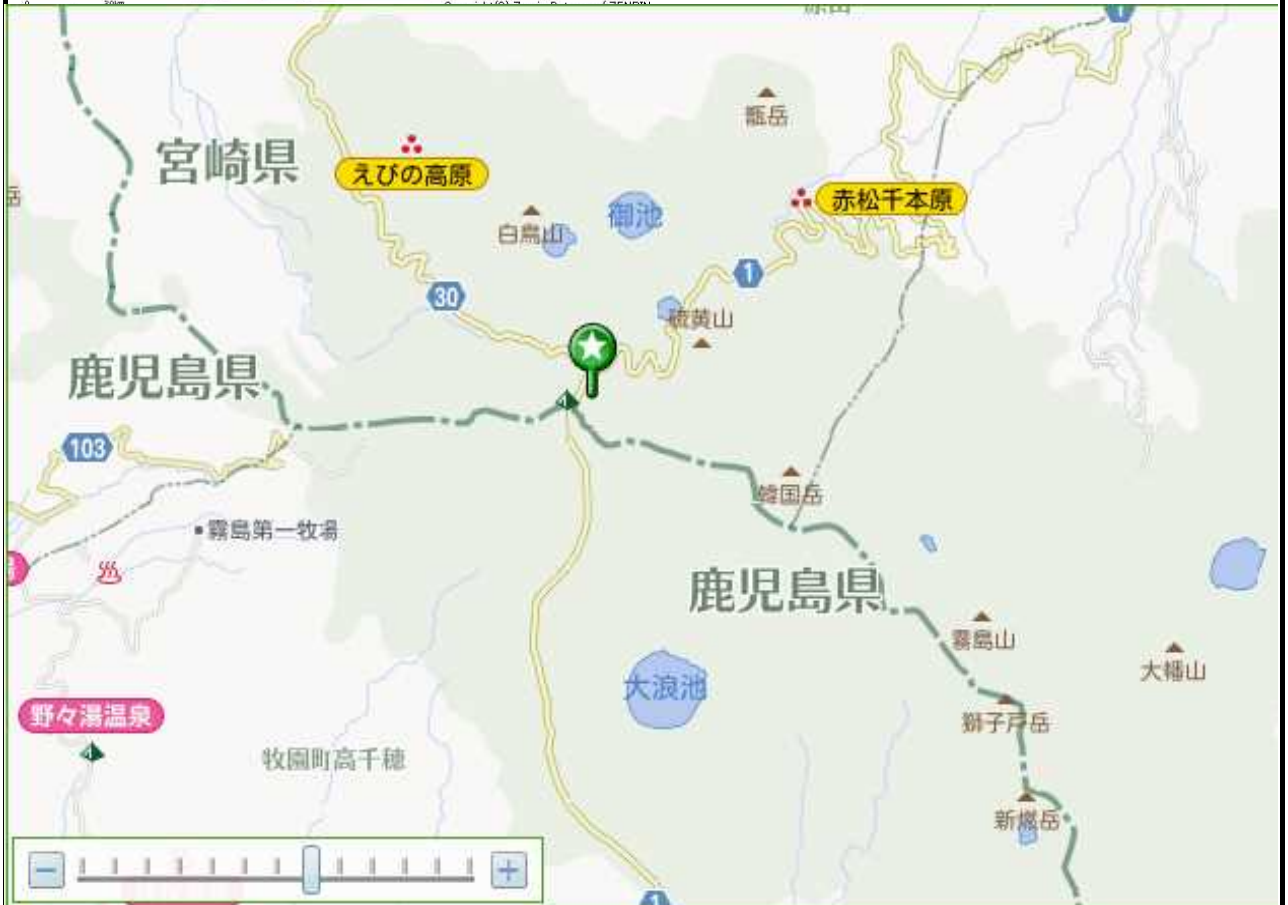 甑岳
宮崎県
えびの高原
赤松千本原
岳
御池
白鳥山
1
30
硫黄山
鹿児島県
103
韓国岳
霧島第一牧場
鹿児島県
霧島山
大幡山
大浪池
野々湯温泉
獅子戸岳
牧園町高千穂
新燃岳
1